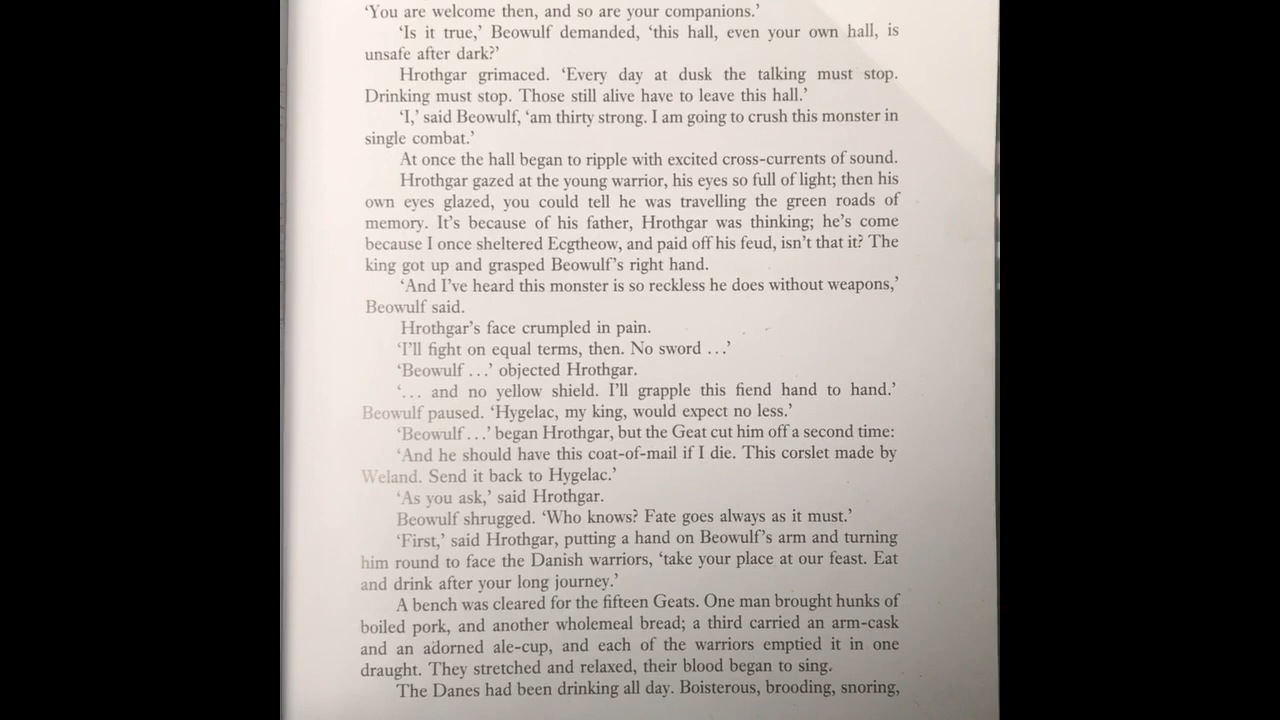 ‘You are welcome then, and so are your companions.’
‘Is it true,’ Beowulf demanded, ‘this hall, even your own hall, is
unsafe after dark?’
Hrothgar grimaced. ‘Every day at dusk the talking must stop.
Drinking must stop. Those still alive have to leave this hall.’
‘I,’ said Beowulf, ‘am thirty strong. I am going to crush this monster in
single combat.’
At once the hall began to ripple with excited cross-currents of sound.
Hrothgar gazed at the young warrior, his eyes so full of light; then his
own eyes glazed, you could tell he was travelling the green roads of
memory. It’s because of his father, Hrothgar was thinking; he’s come
because I once sheltered Ecgtheow, and paid off his feud, isn’t that it? The
king got up and grasped Beowulf’s right hand.
‘And I’ve heard this monster is so reckless he does without weapons,’
Beowulf said.
Hrothgar’s face crumpled in pain.
‘I’ll fight on equal terms, then. No sword ...’
‘Beowulf ...’ objected Hrothgar.
‘... and no yellow shield. I’ll grapple this fiend hand to hand.’
Beowulf paused. ‘Hygelac, my king, would expect no less.’
‘Beowulf ...’ began Hrothgar, but the Geat cut him off a second time:
‘And he should have this coat-of-mail if I die. This corslet made by
Weland. Send it back to Hygelac.’
‘As you ask,’ said Hrothgar.
Beowulf shrugged. ‘Who knows? Fate goes always as it must.’
‘First,’ said Hrothgar, putting a hand on Beowulf’s arm and turning
him round to face the Danish warriors, ‘take your place at our feast. Eat
and drink after your long journey.’
A bench was cleared for the fifteen Geats. One man brought hunks of
boiled pork, and another wholemeal bread; a third carried an arm-cask
and an adorned ale-cup, and each of the warriors emptied it in one
draught. They stretched and relaxed, their blood began to sing.
The Danes had been drinking all day. Boisterous, brooding, snoring,